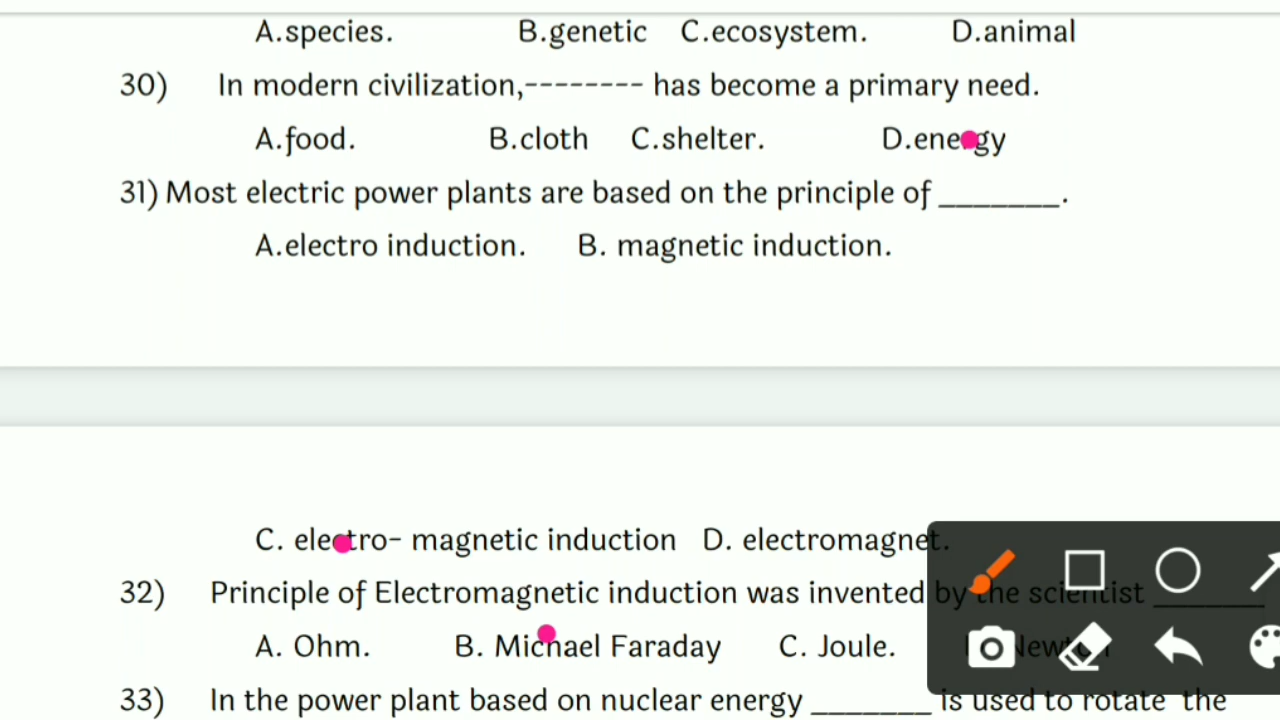 A.species. B.genetic C.ecosystem. D.animal
30) In modern civilization,-------- has become a primary need.
A.food. B.cloth C.shelter. D.energy
31) Most electric power plants are based on the principle of _______.
A.electro induction. B. magnetic induction.
C. electro- magnetic induction D. electromagnet.
32) Principle of Electromagnetic induction was invented by the scientist _______
A. Ohm. B. Michael Faraday C. Joule.
33) In the power plant based on nuclear energy _______ is used to rotate the